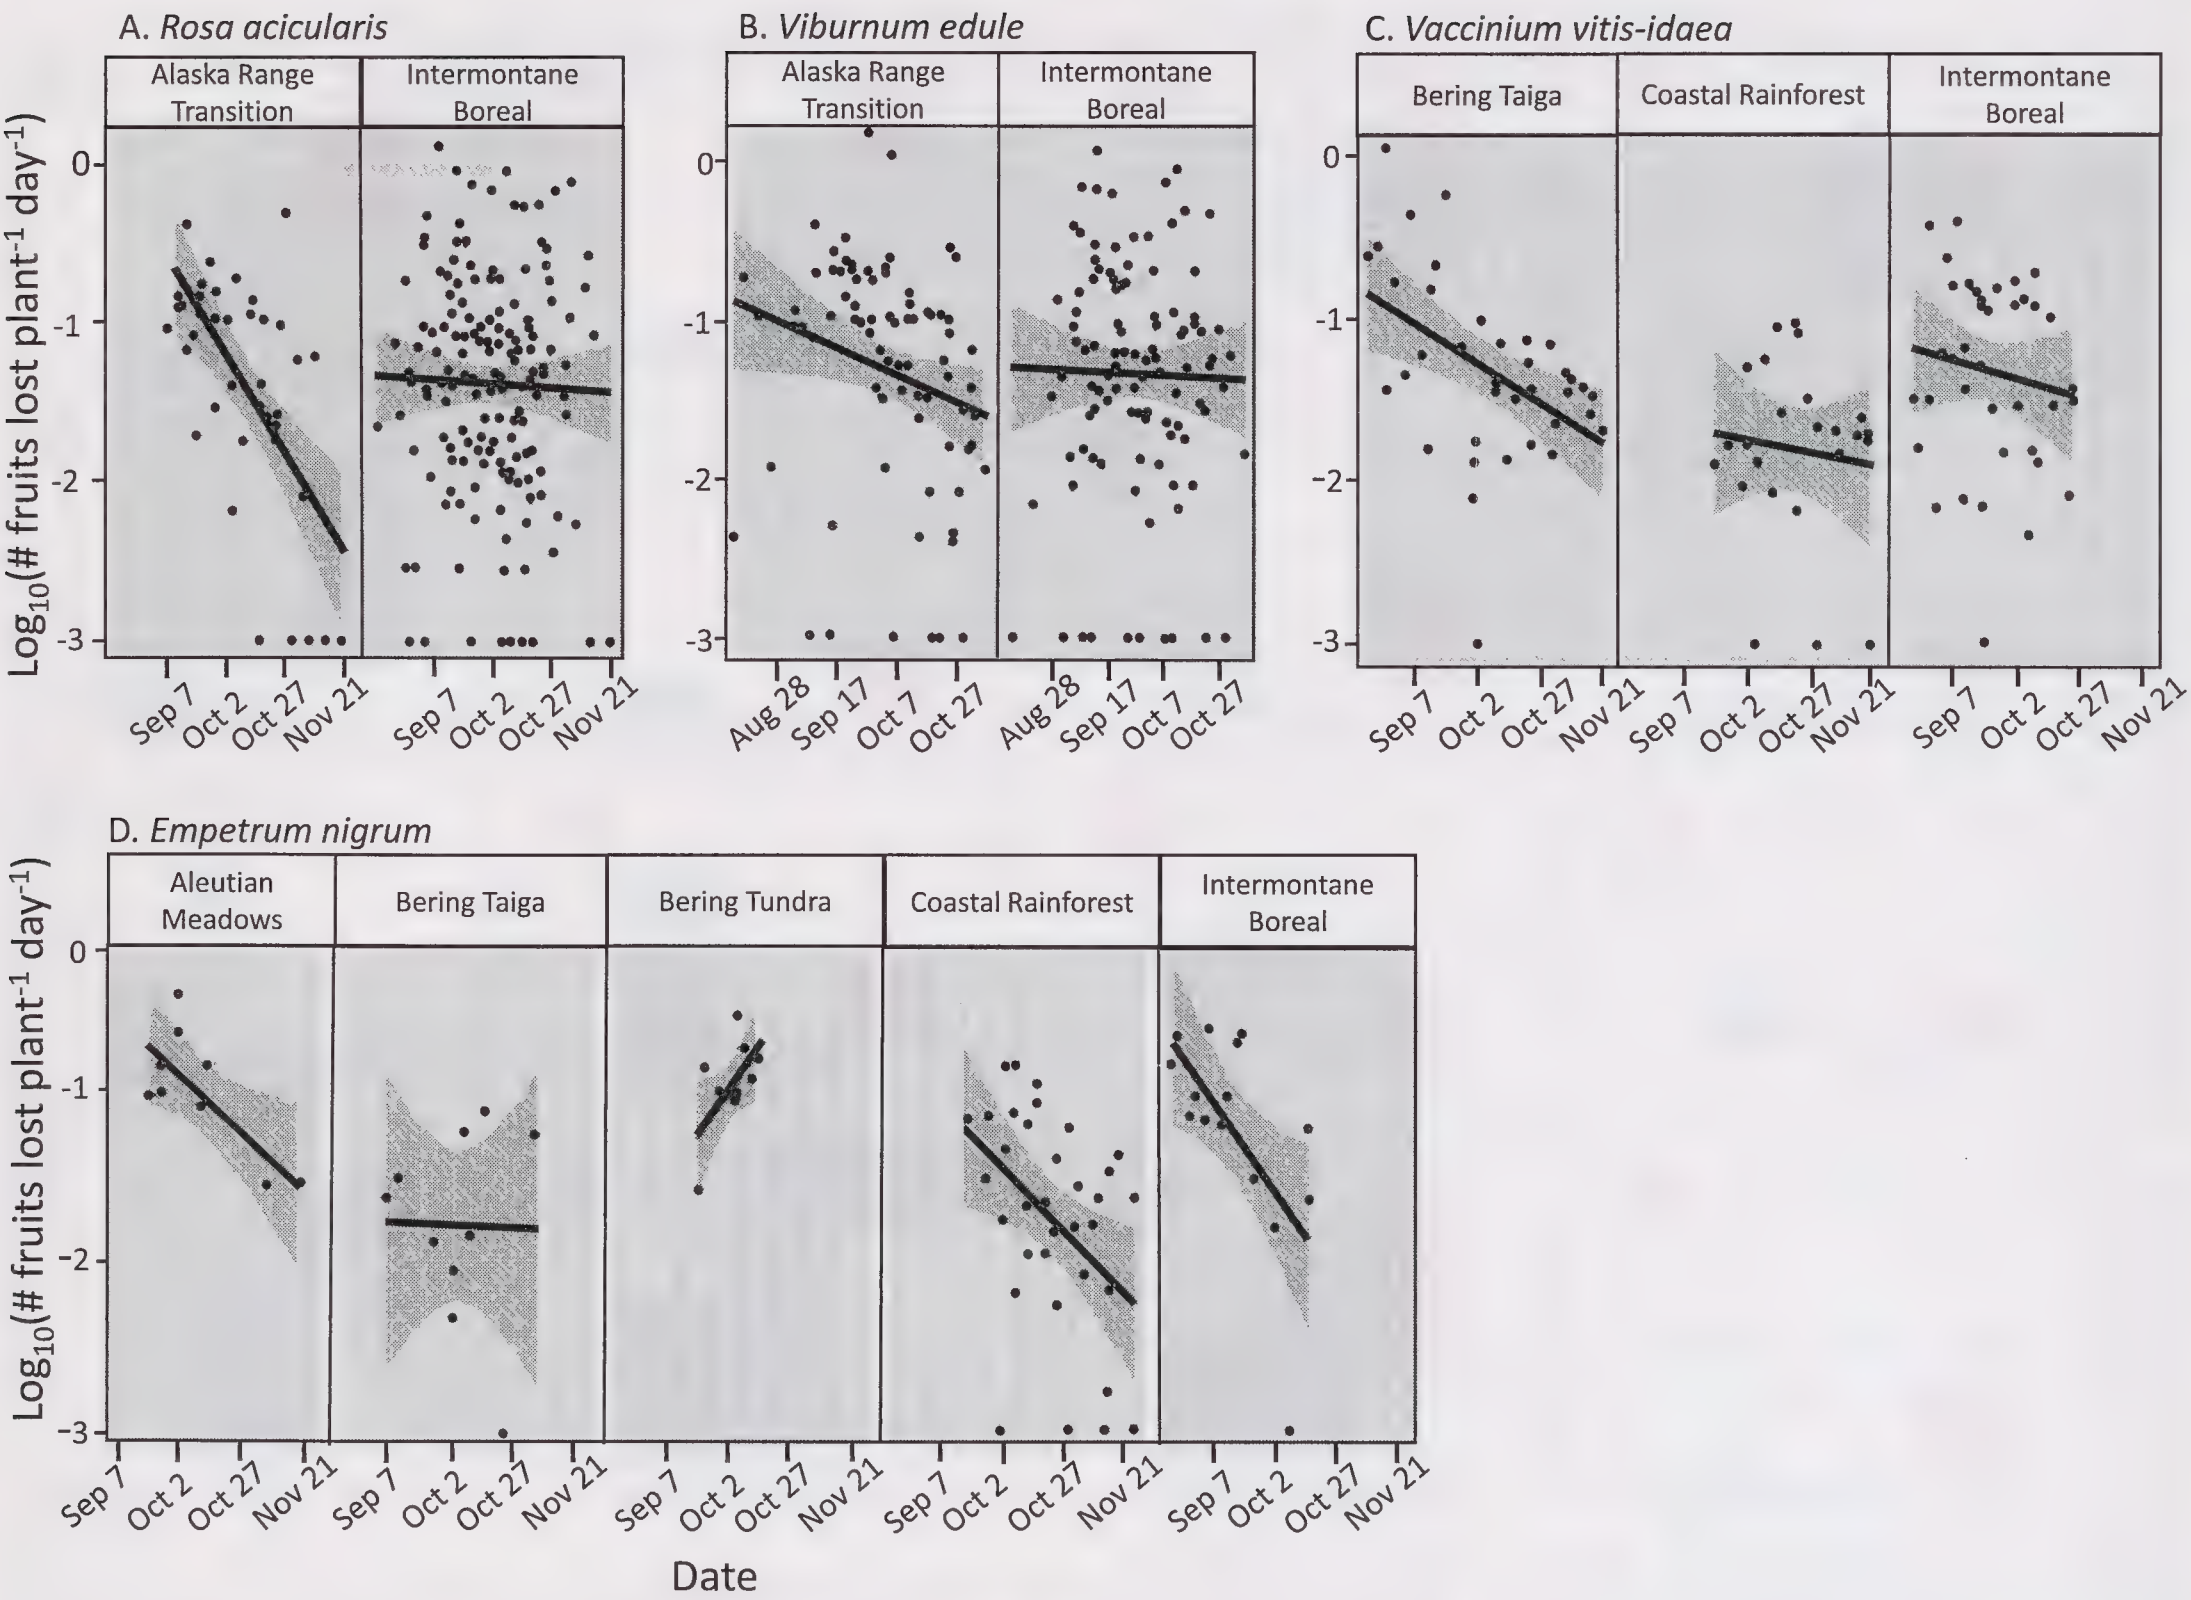 A. Rosa acicularis
Alaska Range
Transition
Intermontane
Boreal
Log10(# fruits lost plant-1 day-1)
0
-1
-2
-3
Sep 7
Oct 2
Oct 27
Nov 21
Sep 7
Oct 2
Oct 27
Nov 21
B. Viburnum edule
Alaska Range
Transition
Intermontane
Boreal
0
-1
-2
-3
Aug 28
Sep 17
Oct 7
Oct 27
Aug 28
Sep 17
Oct 7
Oct 27
C. Vaccinium vitis-idaea
Bering Taiga
Coastal Rainforest
Intermontane
Boreal
0
-1
-2
-3
Sep 7
Oct 2
Oct 27
Nov 21
Sep 7
Oct 2
Oct 27
Nov 21
Sep 7
Oct 2
Oct 27
Nov 21
D. Empetrum nigrum
Aleutian
Meadows
Bering Taiga
Bering Tundra
Coastal Rainforest
Intermontane
Boreal
Log10(# fruits lost plant-1 day-1)
0
-1
-2
-3
Sep 7
Oct 2
Oct 27
Nov 21
Sep 7
Oct 2
Oct 27
Nov 21
Sep 7
Oct 2
Oct 27
Nov 21
Sep 7
Oct 2
Oct 27
Nov 21
Sep 7
Oct 2
Oct 27
Nov 21
Date